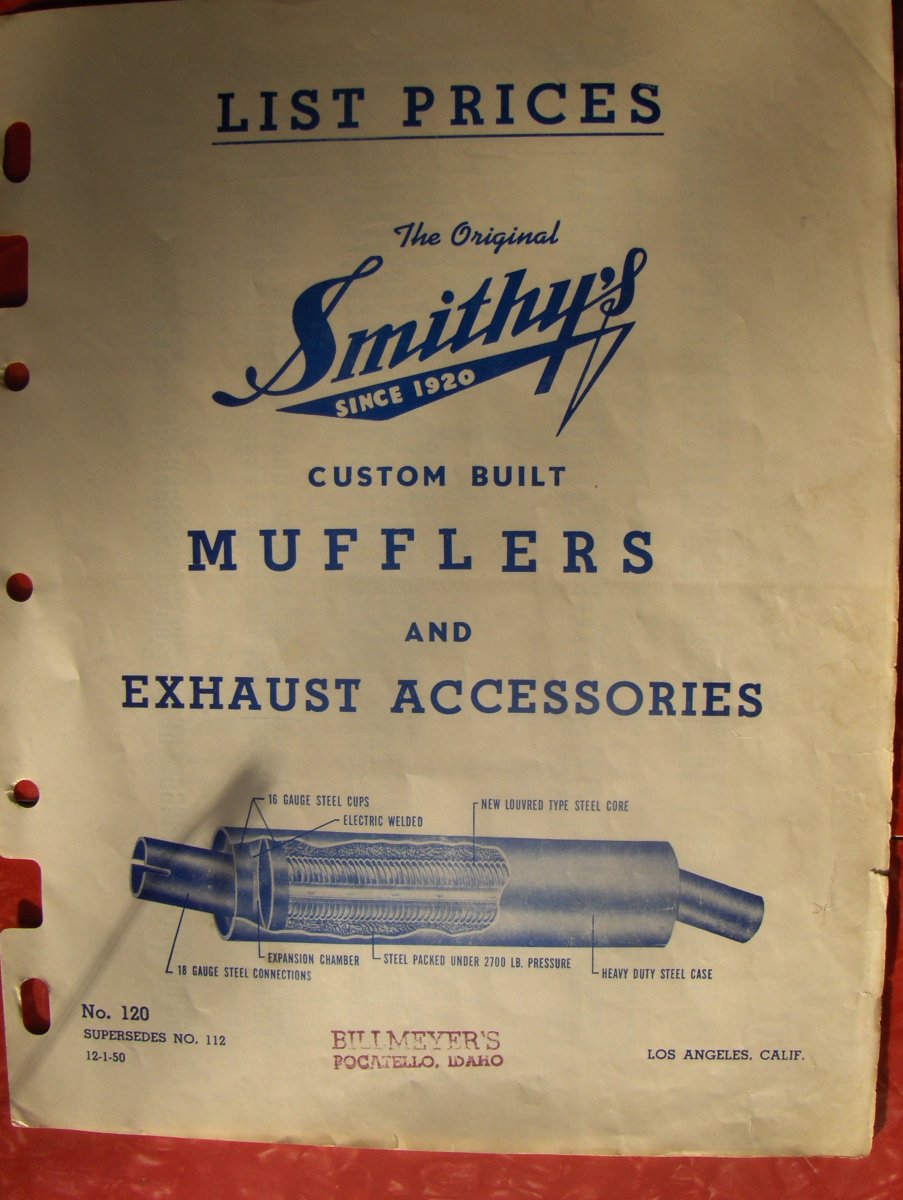 LIST PRICES
The Original
Smithy's
SINCE 1920
CUSTOM BUILT
MUFFLERS
AND
EXHAUST ACCESSORIES
16 GAUGE STEEL CUPS
ELECTRIC WELDED
NEW LOUVRED TYPE STEEL CORE
EXPANSION CHAMBER
STEEL PACKED UNDER 2700 LB. PRESSURE
18 GAUGE STEEL CONNECTIONS
HEAVY DUTY STEEL CASE
No. 120
SUPERSEDES NO. 112
12-1-50
BILLMEYER'S
POCATELLO, IDAHO
LOS ANGELES, CALIF.